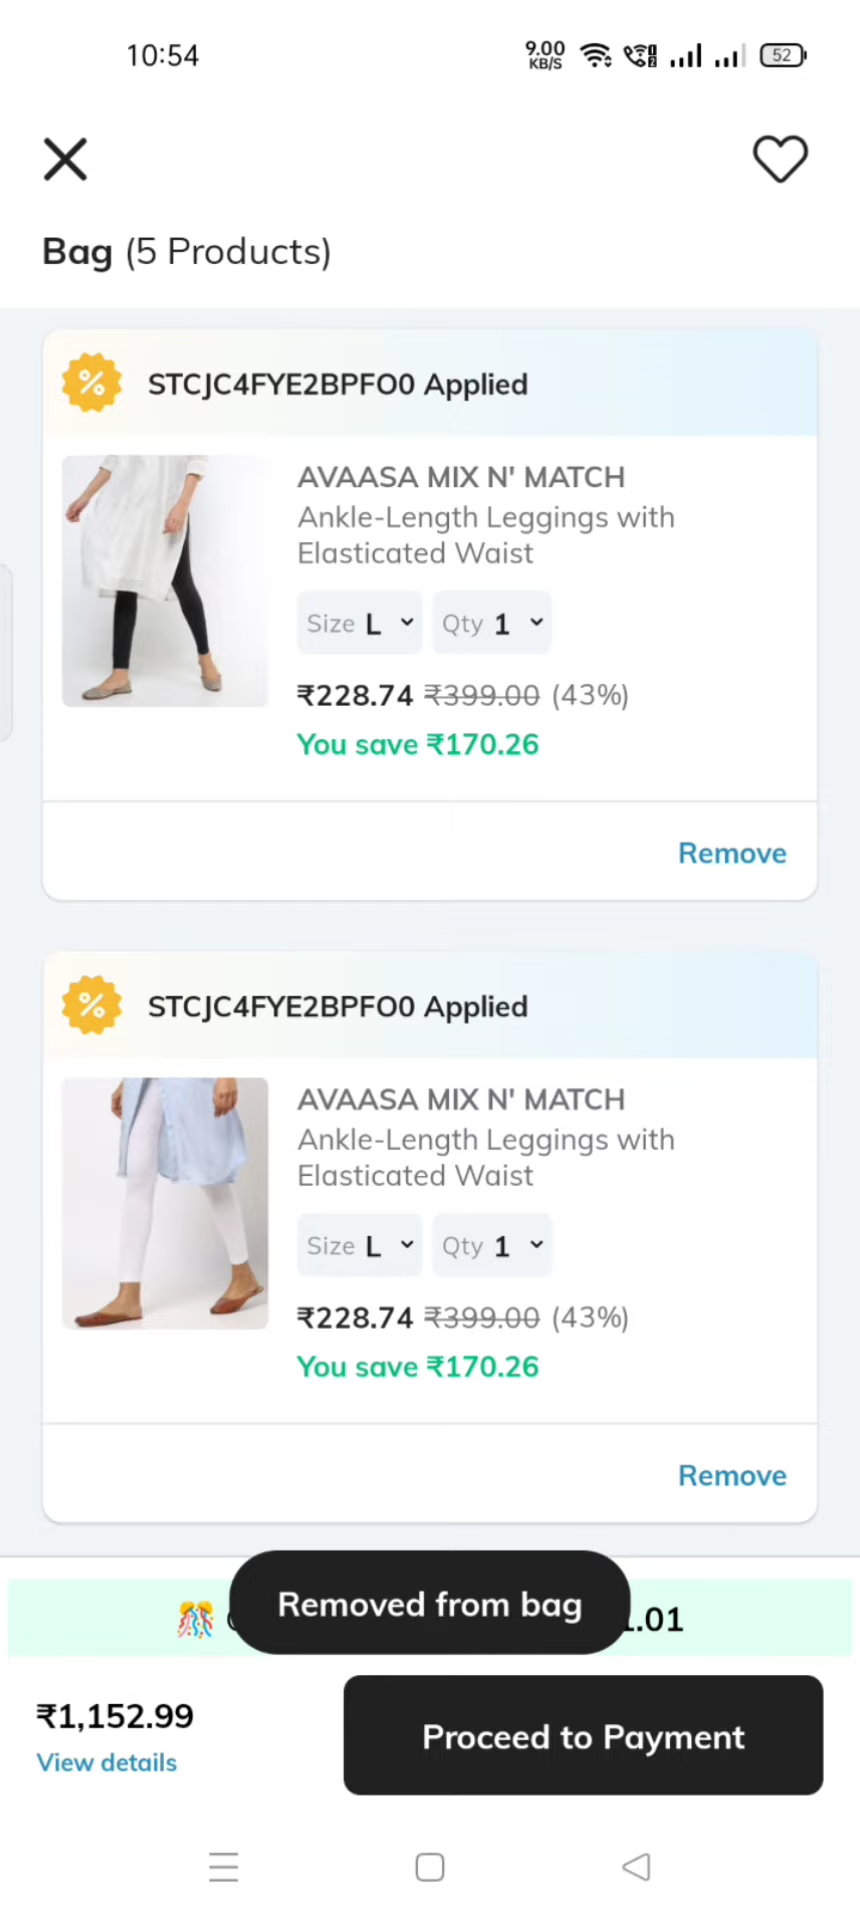 10:54
9.00
KB/S
52
Bag (5 Products)
STCJC4FYE2BPFO0 Applied
AVAASA MIX N' MATCH
Ankle-Length Leggings with
Elasticated Waist
Size L Qty 1
₹228.74 ₹399.00 (43%)
You save ₹170.26
Remove
STCJC4FYE2BPFO0 Applied
AVAASA MIX N' MATCH
Ankle-Length Leggings with
Elasticated Waist
Size L Qty 1
₹228.74 ₹399.00 (43%)
You save ₹170.26
Remove
Removed from bag
.01
₹1,152.99
Proceed to Payment
View details